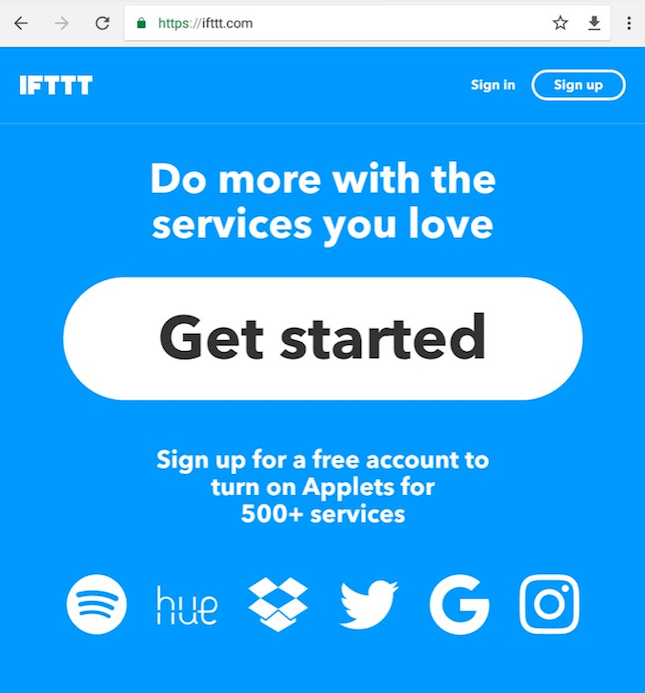 https://ifttt.com
IFTTT
Sign in
Sign up
Do more with the
services you love
Get started
Sign up for a free account to
turn on Applets for
500+ services
hue
G